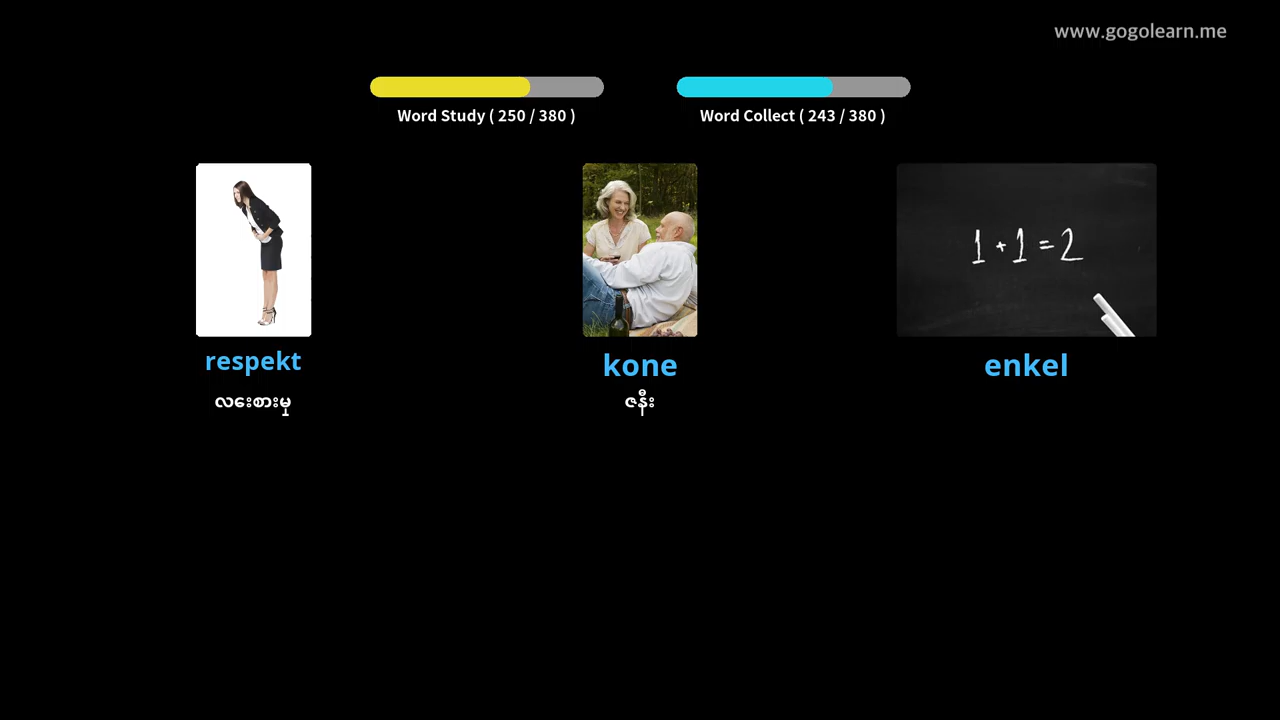 www.gogolearn.me
Word Study ( 250 / 380 )
Word Collect ( 243 / 380 )
1 + 1 = 2
respekt
kone
enkel
လေးစားမှု
ဇနီး